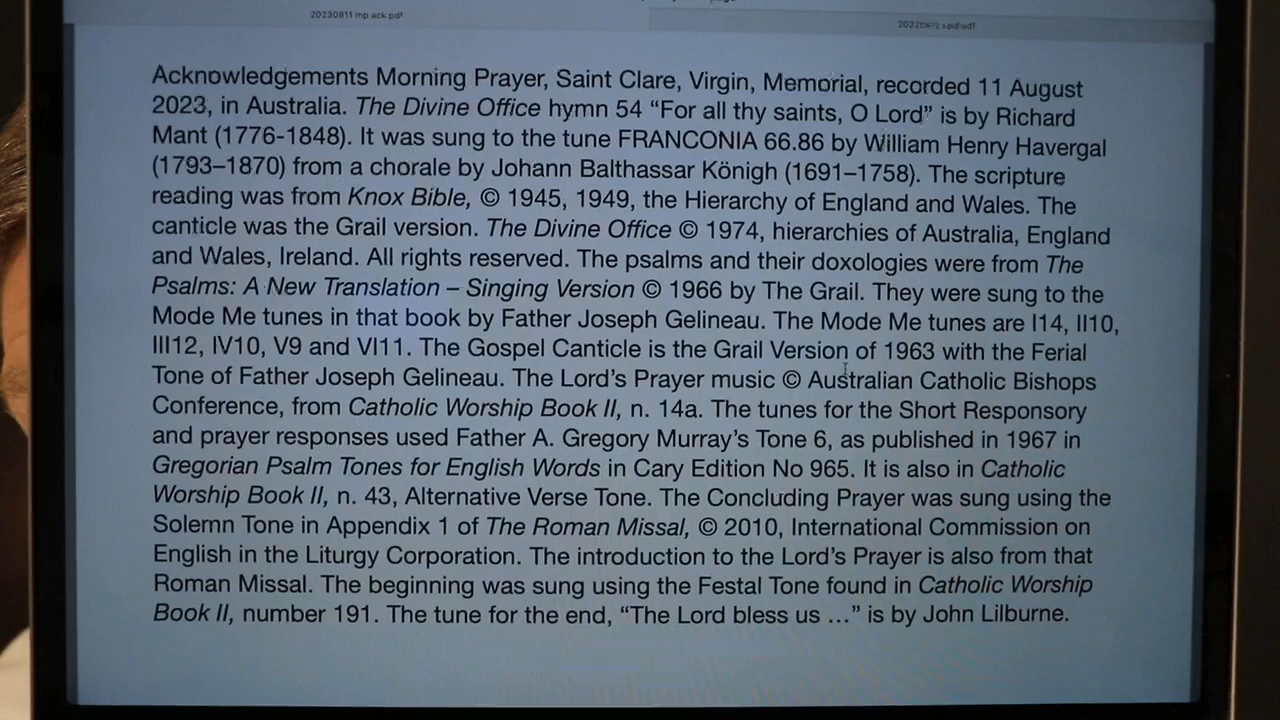 20230811 mp ack.pdf
Acknowledgements Morning Prayer, Saint Clare, Virgin, Memorial, recorded 11 August
2023, in Australia. The Divine Office hymn 54 “For all thy saints, O Lord” is by Richard
Mant (1776-1848). It was sung to the tune FRANCONIA 66.86 by William Henry Havergal
(1793–1870) from a chorale by Johann Balthassar Königh (1691–1758). The scripture
reading was from Knox Bible, © 1945, 1949, the Hierarchy of England and Wales. The
canticle was the Grail version. The Divine Office © 1974, hierarchies of Australia, England
and Wales, Ireland. All rights reserved. The psalms and their doxologies were from The
Psalms: A New Translation – Singing Version © 1966 by The Grail. They were sung to the
Mode Me tunes in that book by Father Joseph Gelineau. The Mode Me tunes are I14, II10,
III12, IV10, V9 and VI11. The Gospel Canticle is the Grail Version of 1963 with the Ferial
Tone of Father Joseph Gelineau. The Lord’s Prayer music © Australian Catholic Bishops
Conference, from Catholic Worship Book II, n. 14a. The tunes for the Short Responsory
and prayer responses used Father A. Gregory Murray’s Tone 6, as published in 1967 in
Gregorian Psalm Tones for English Words in Cary Edition No 965. It is also in Catholic
Worship Book II, n. 43, Alternative Verse Tone. The Concluding Prayer was sung using the
Solemn Tone in Appendix 1 of The Roman Missal, © 2010, International Commission on
English in the Liturgy Corporation. The introduction to the Lord’s Prayer is also from that
Roman Missal. The beginning was sung using the Festal Tone found in Catholic Worship
Book II, number 191. The tune for the end, “The Lord bless us …” is by John Lilburne.